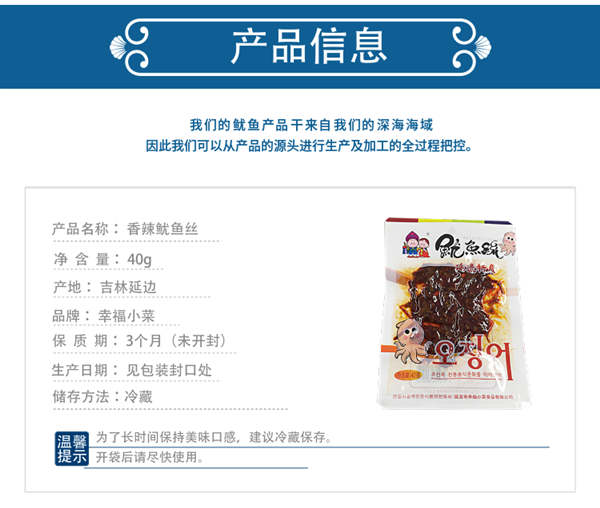 产品信息
我们的鱿鱼产品干来自我们的深海海域
因此我们可以从产品的源头进行生产及加工的全过程把控。
产品名称：香辣鱿鱼丝
净 含 量：40g
产地：吉林延边
品牌：幸福小菜
保 质 期：3个月（未开封）
生产日期：见包装封口处
储存方法：冷藏
温馨
提示
为了长时间保持美味口感，建议冷藏保存。
开袋后请尽快使用。
鱿鱼丝
오징어